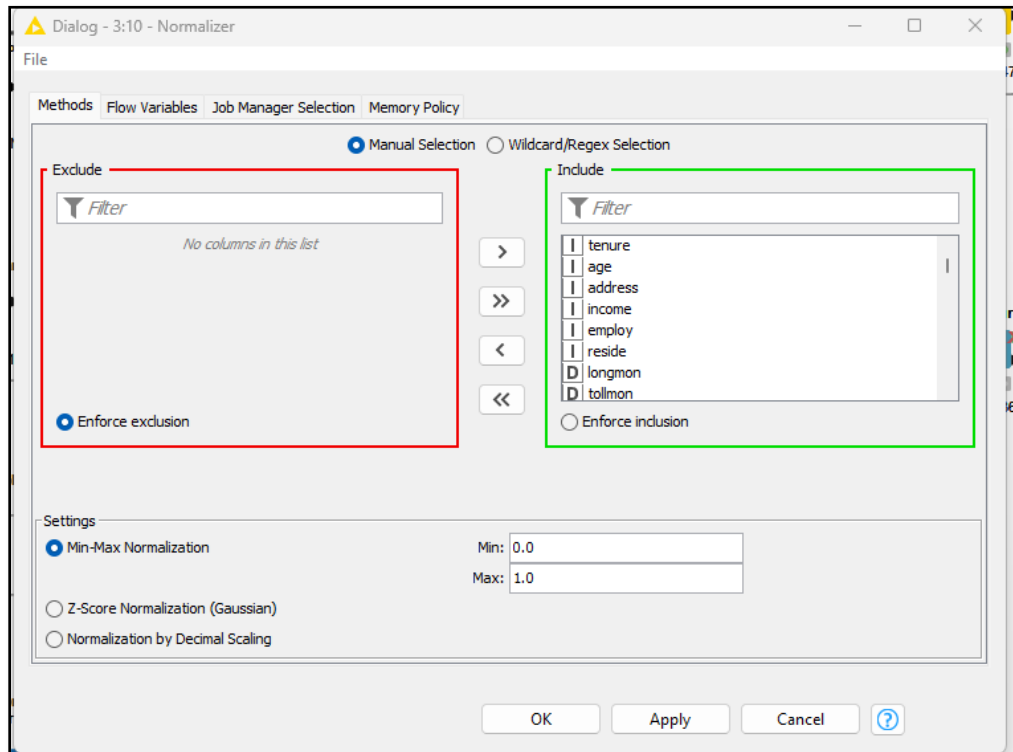 Dialog - 3:10 - Normalizer
File
Methods Flow Variables Job Manager Selection Memory Policy
Manual Selection Wildcard/Regex Selection
Exclude Include
Filter Filter
No columns in this list
I tenure
I age
I address
I income
I employ
I reside
D longmon
D tollmon
> 
>>
<
<<
Enforce exclusion Enforce inclusion
Settings
Min-Max Normalization Min: 0.0
Max: 1.0
Z-Score Normalization (Gaussian)
Normalization by Decimal Scaling
OK Apply Cancel ?